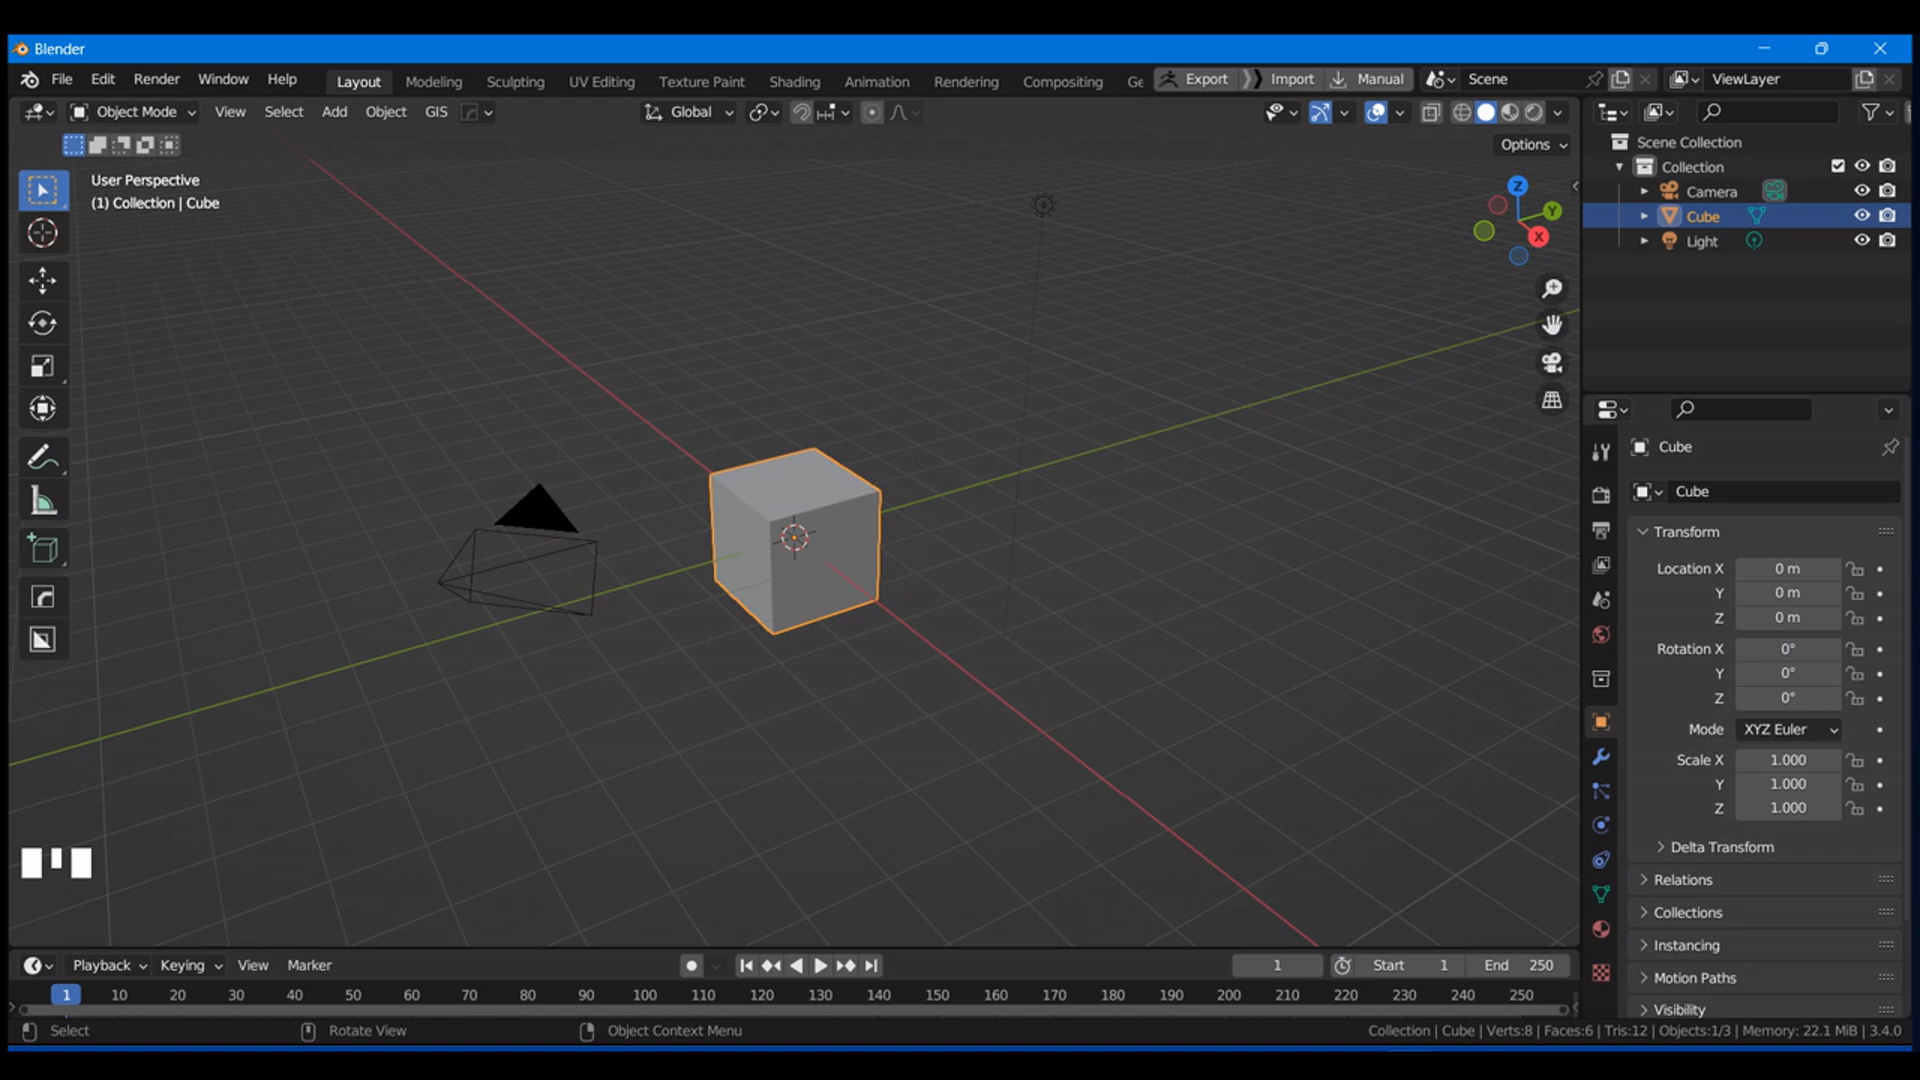 Blender
File Edit Render Window Help Layout Modeling Sculpting UV Editing Texture Paint Shading Animation Rendering Compositing Ge Export Import Manual Scene ViewLayer
Object Mode View Select Add Object GIS Global
Options
User Perspective
(1) Collection | Cube
Z
Y
X
Scene Collection
Collection
Camera
Cube
Light
Cube
Cube
Transform
Location X 0 m
Y 0 m
Z 0 m
Rotation X 0°
Y 0°
Z 0°
Mode XYZ Euler
Scale X 1.000
Y 1.000
Z 1.000
Delta Transform
Relations
Collections
Instancing
Motion Paths
Visibility
Playback Keying View Marker 1 Start 1 End 250
1 10 20 30 40 50 60 70 80 90 100 110 120 130 140 150 160 170 180 190 200 210 220 230 240 250
Select Rotate View Object Context Menu Collection | Cube | Verts:8 | Faces:6 | Tris:12 | Objects:1/3 | Memory: 22.1 MiB | 3.4.0